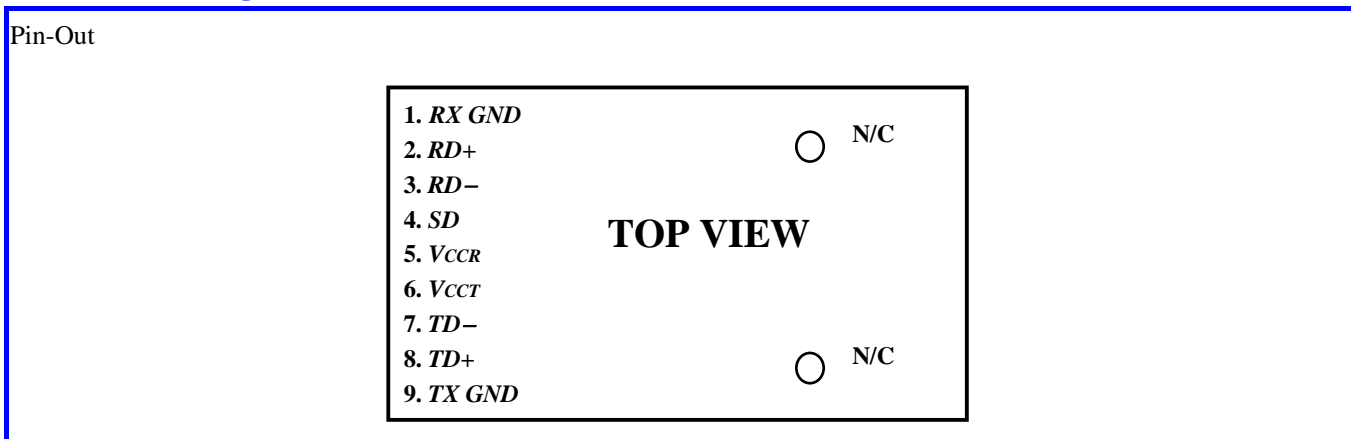 Pin-Out
1. RX GND
N/C
2. RD+
3. RD−
4. SD
TOP VIEW
5. VCCR
6. VCCT
7. TD−
8. TD+
N/C
9. TX GND